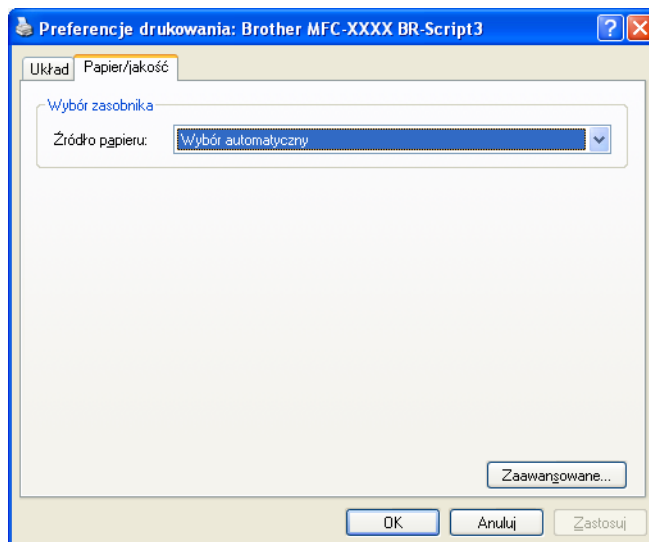 Preferencje drukowania: Brother MFC-XXXX BR-Script3
Układ Papier/jakość
Wybór zasobnika
Źródło papieru: Wybór automatyczny
Zaawansowane...
OK Anuluj Zastosuj